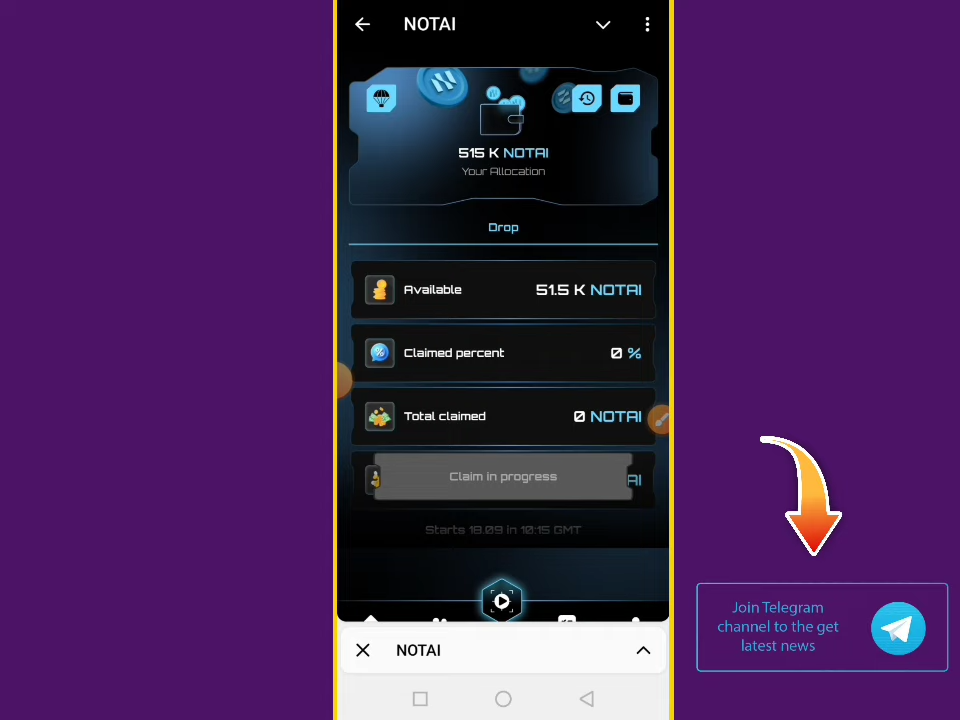 NOTAI
515 K NOTAI
Your Allocation
Drop
Available 51.5 K NOTAI
Claimed percent 0 %
Total claimed 0 NOTAI
Claim in progress AI
Starts 18.09 in 10:15 GMT
NOTAI
Join Telegram
channel to the get
latest news